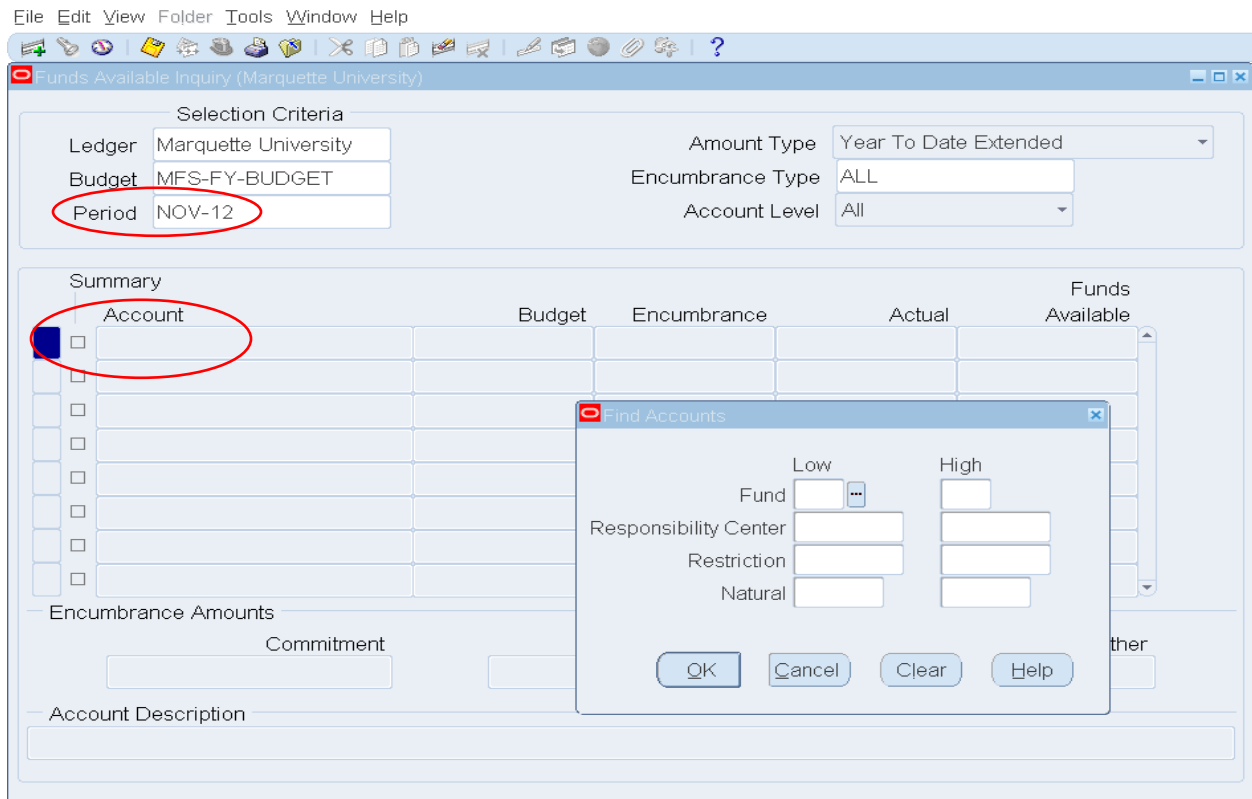 File Edit View Folder Tools Window Help
Funds Available Inquiry (Marquette University)
Selection Criteria
Ledger Marquette University
Budget MFS-FY-BUDGET
Period NOV-12
Amount Type Year To Date Extended
Encumbrance Type ALL
Account Level All
Summary
Account Budget Encumbrance Actual Funds Available
Find Accounts
Low High
Fund
Responsibility Center
Restriction
Natural
OK Cancel Clear Help
Encumbrance Amounts
Commitment ther
Account Description